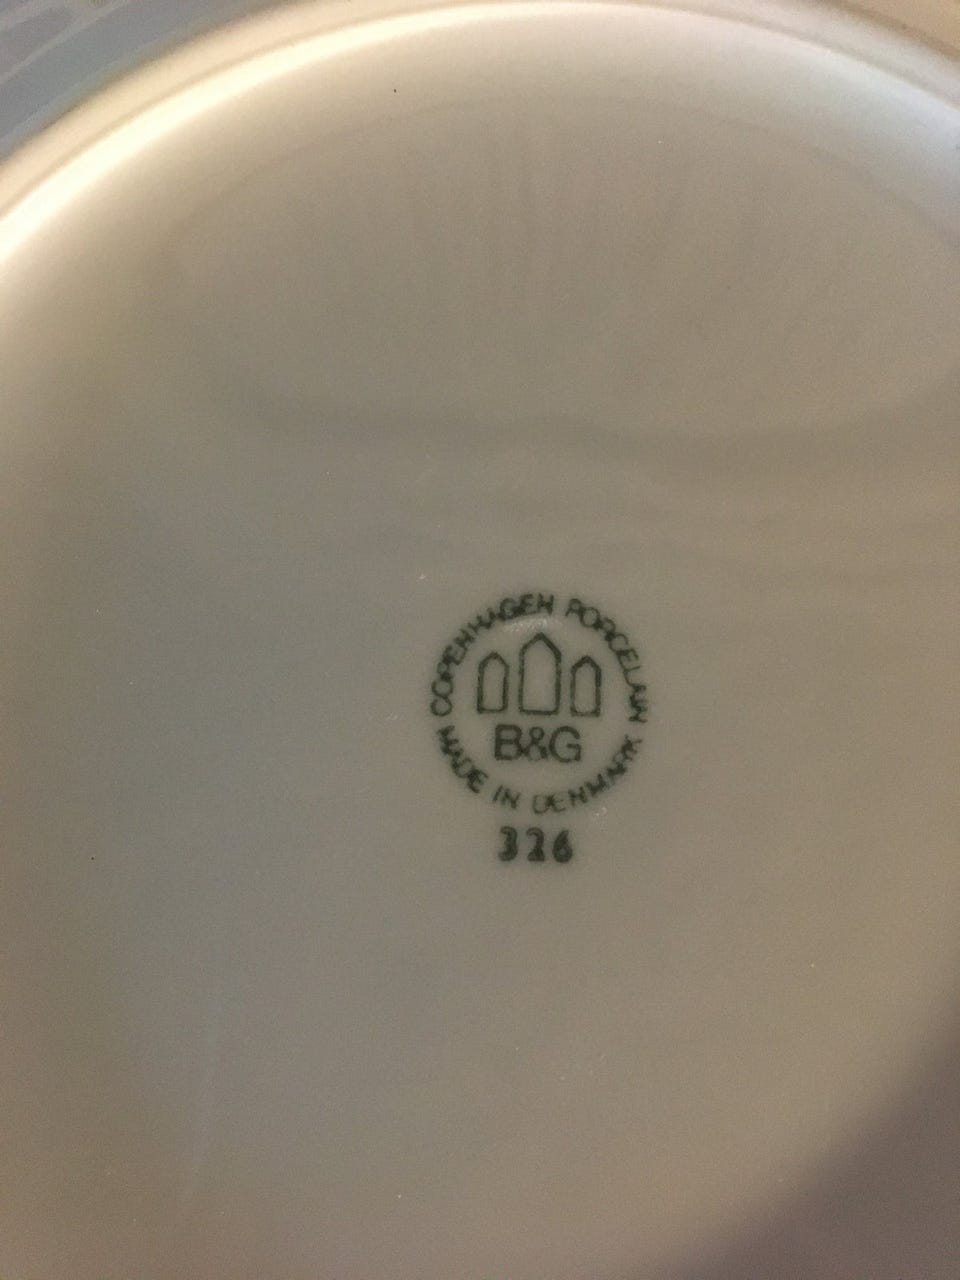 COPENHAGEN PORCELAIN
B&G
MADE IN DENMARK
326